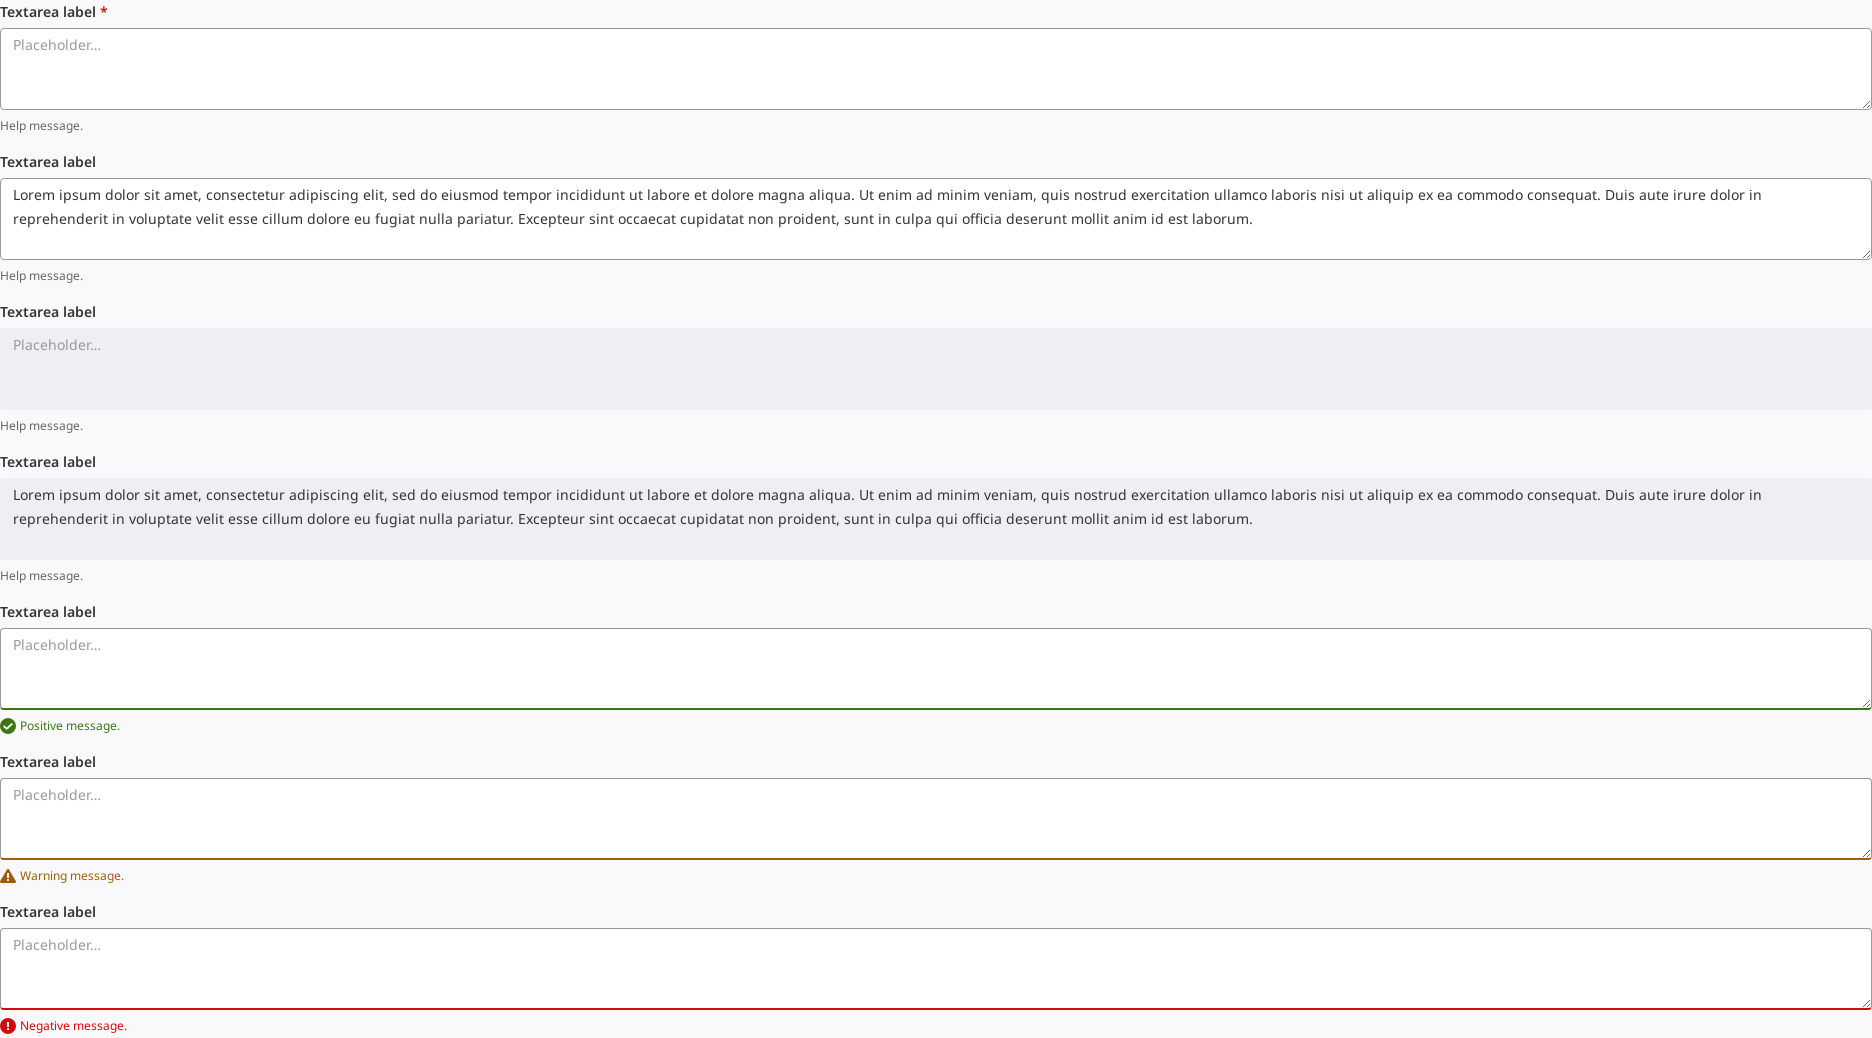 Textarea label *
Placeholder...
Help message.
Textarea label
Lorem ipsum dolor sit amet, consectetur adipiscing elit, sed do eiusmod tempor incididunt ut labore et dolore magna aliqua. Ut enim ad minim veniam, quis nostrud exercitation ullamco laboris nisi ut aliquip ex ea commodo consequat. Duis aute irure dolor in
reprehenderit in voluptate velit esse cillum dolore eu fugiat nulla pariatur. Excepteur sint occaecat cupidatat non proident, sunt in culpa qui officia deserunt mollit anim id est laborum.
Help message.
Textarea label
Placeholder...
Help message.
Textarea label
Lorem ipsum dolor sit amet, consectetur adipiscing elit, sed do eiusmod tempor incididunt ut labore et dolore magna aliqua. Ut enim ad minim veniam, quis nostrud exercitation ullamco laboris nisi ut aliquip ex ea commodo consequat. Duis aute irure dolor in
reprehenderit in voluptate velit esse cillum dolore eu fugiat nulla pariatur. Excepteur sint occaecat cupidatat non proident, sunt in culpa qui officia deserunt mollit anim id est laborum.
Help message.
Textarea label
Placeholder...
Positive message.
Textarea label
Placeholder...
Warning message.
Textarea label
Placeholder...
Negative message.